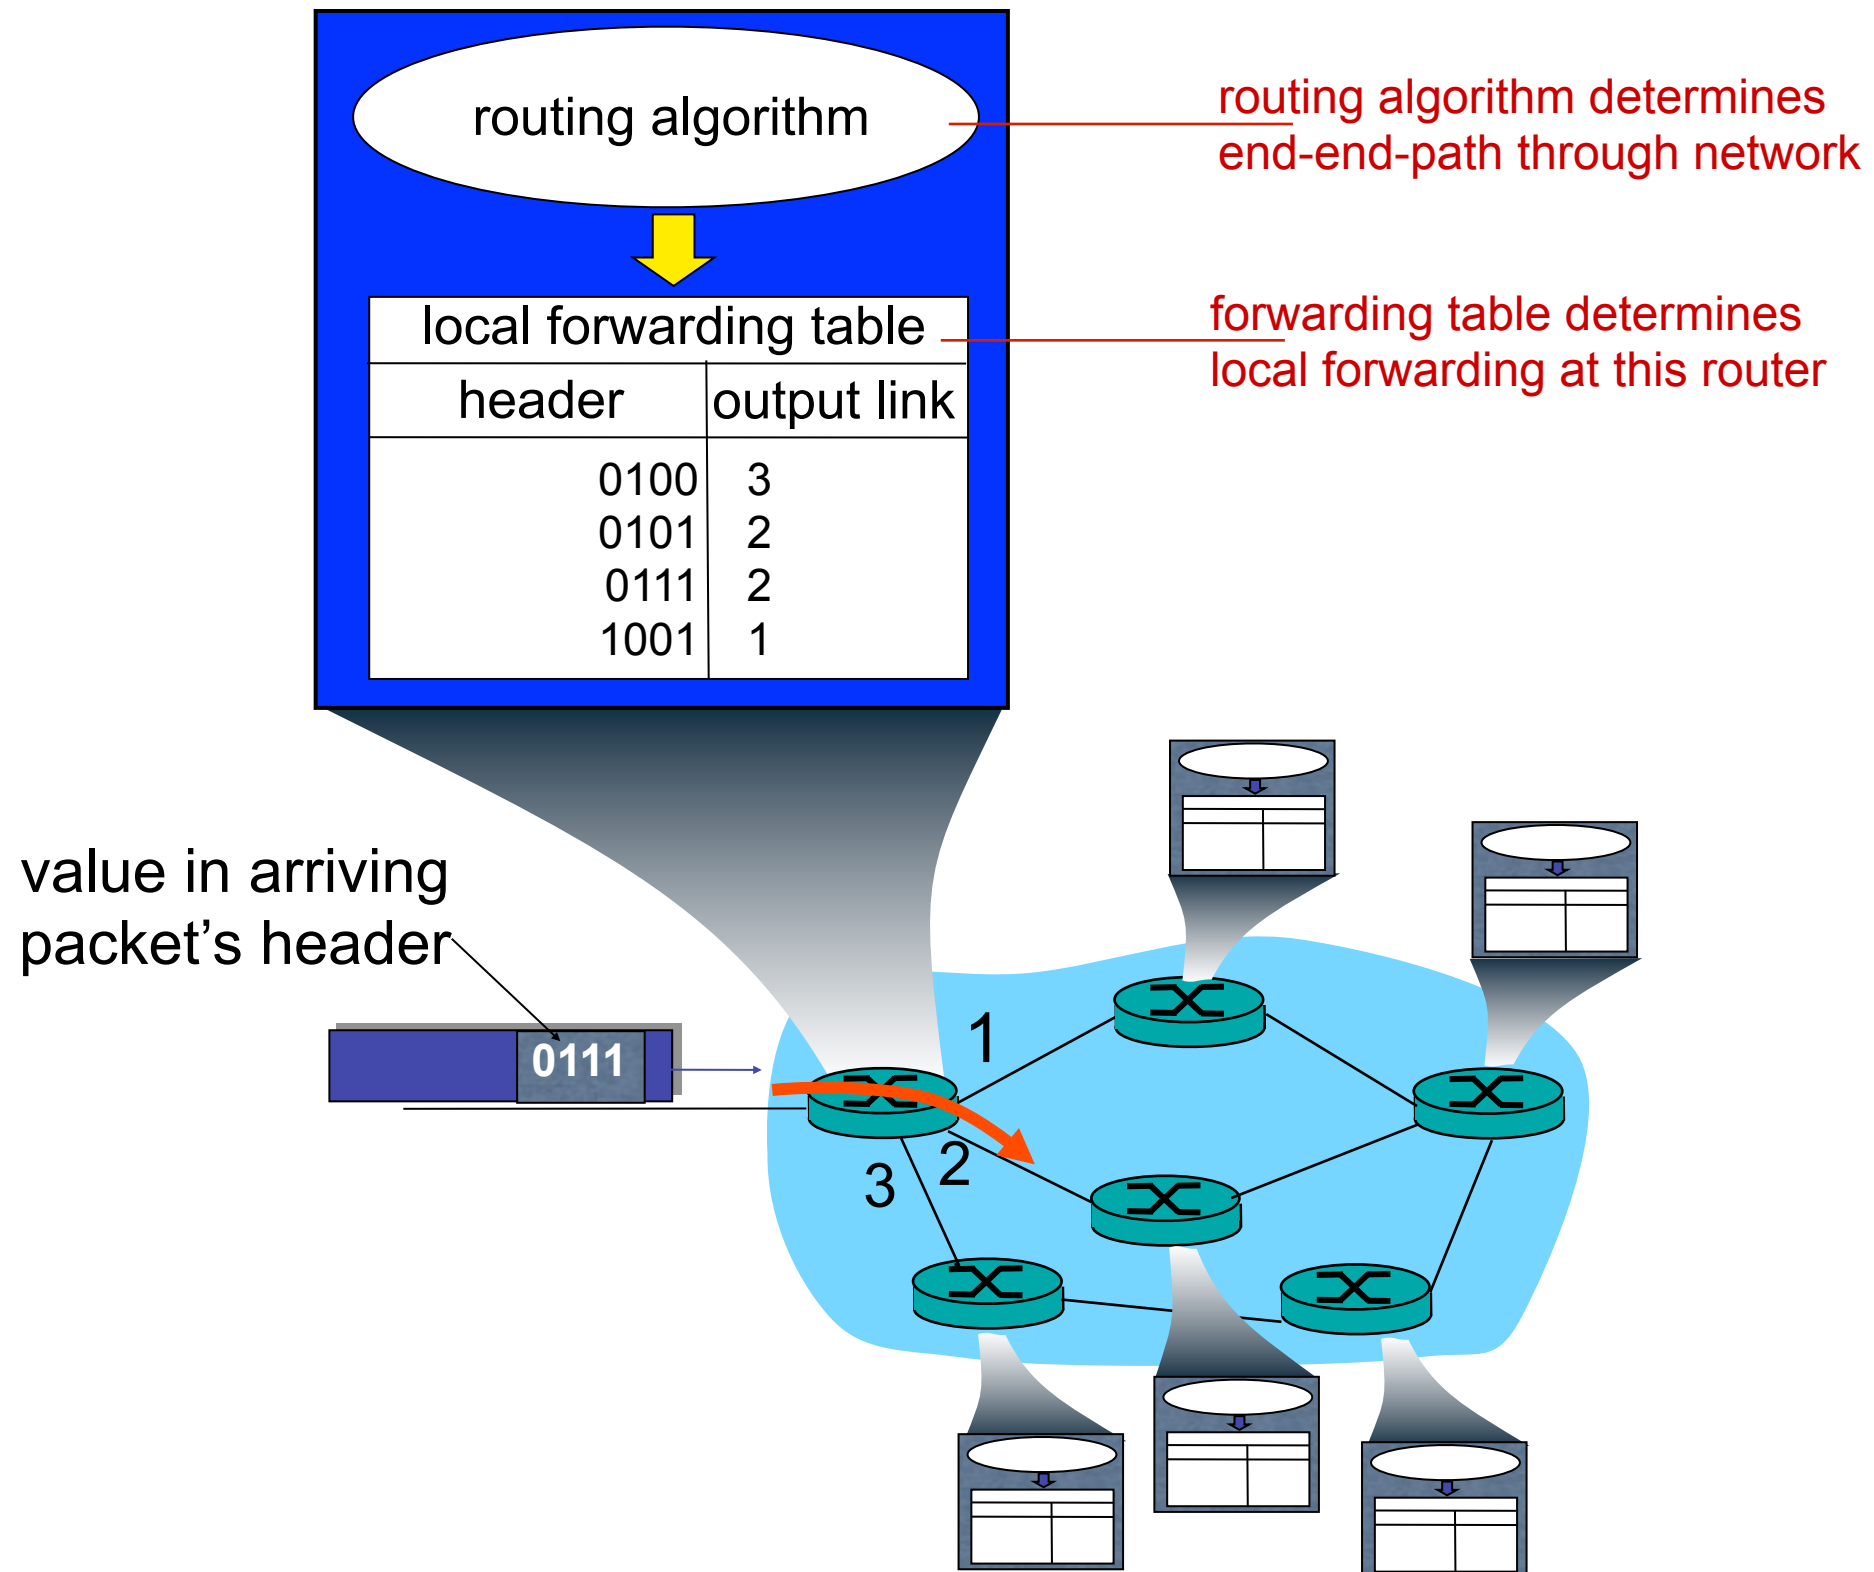 routing algorithm
routing algorithm determines
end-end-path through network
local forwarding table
forwarding table determines
local forwarding at this router
header output link
0100 3
0101 2
0111 2
1001 1
value in arriving
packet’s header
0111
1
2
3